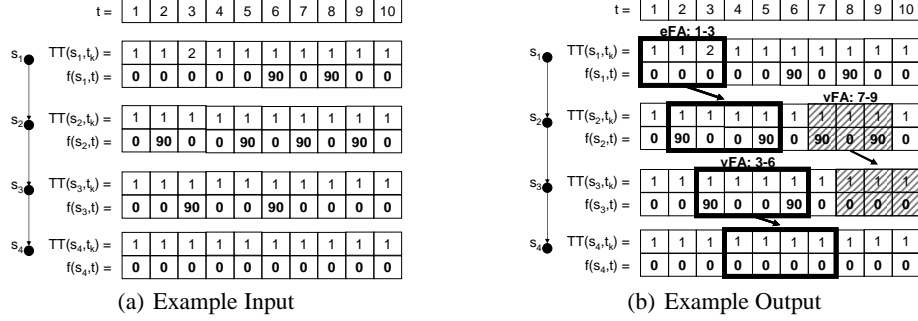 t = 1 2 3 4 5 6 7 8 9 10
s1 TT(s1,tk) = 1 1 2 1 1 1 1 1 1 1
f(s1,t) = 0 0 0 0 0 90 0 90 0 0
s2 TT(s2,tk) = 1 1 1 1 1 1 1 1 1 1
f(s2,t) = 0 90 0 0 90 0 90 0 90 0
s3 TT(s3,tk) = 1 1 1 1 1 1 1 1 1 1
f(s3,t) = 0 0 90 0 0 90 0 0 0 0
s4 TT(s4,tk) = 1 1 1 1 1 1 1 1 1 1
f(s4,t) = 0 0 0 0 0 0 0 0 0 0
(a) Example Input
t = 1 2 3 4 5 6 7 8 9 10
eFA: 1-3
s1 TT(s1,tk) = 1 1 2 1 1 1 1 1 1 1
f(s1,t) = 0 0 0 0 0 90 0 90 0 0
vFA: 7-9
s2 TT(s2,tk) = 1 1 1 1 1 1 1 1 1 1
f(s2,t) = 0 90 0 0 90 0 90 0 90 0
vFA: 3-6
s3 TT(s3,tk) = 1 1 1 1 1 1 1 1 1 1
f(s3,t) = 0 0 90 0 0 90 0 0 0 0
s4 TT(s4,tk) = 1 1 1 1 1 1 1 1 1 1
f(s4,t) = 0 0 0 0 0 0 0 0 0 0
(b) Example Output